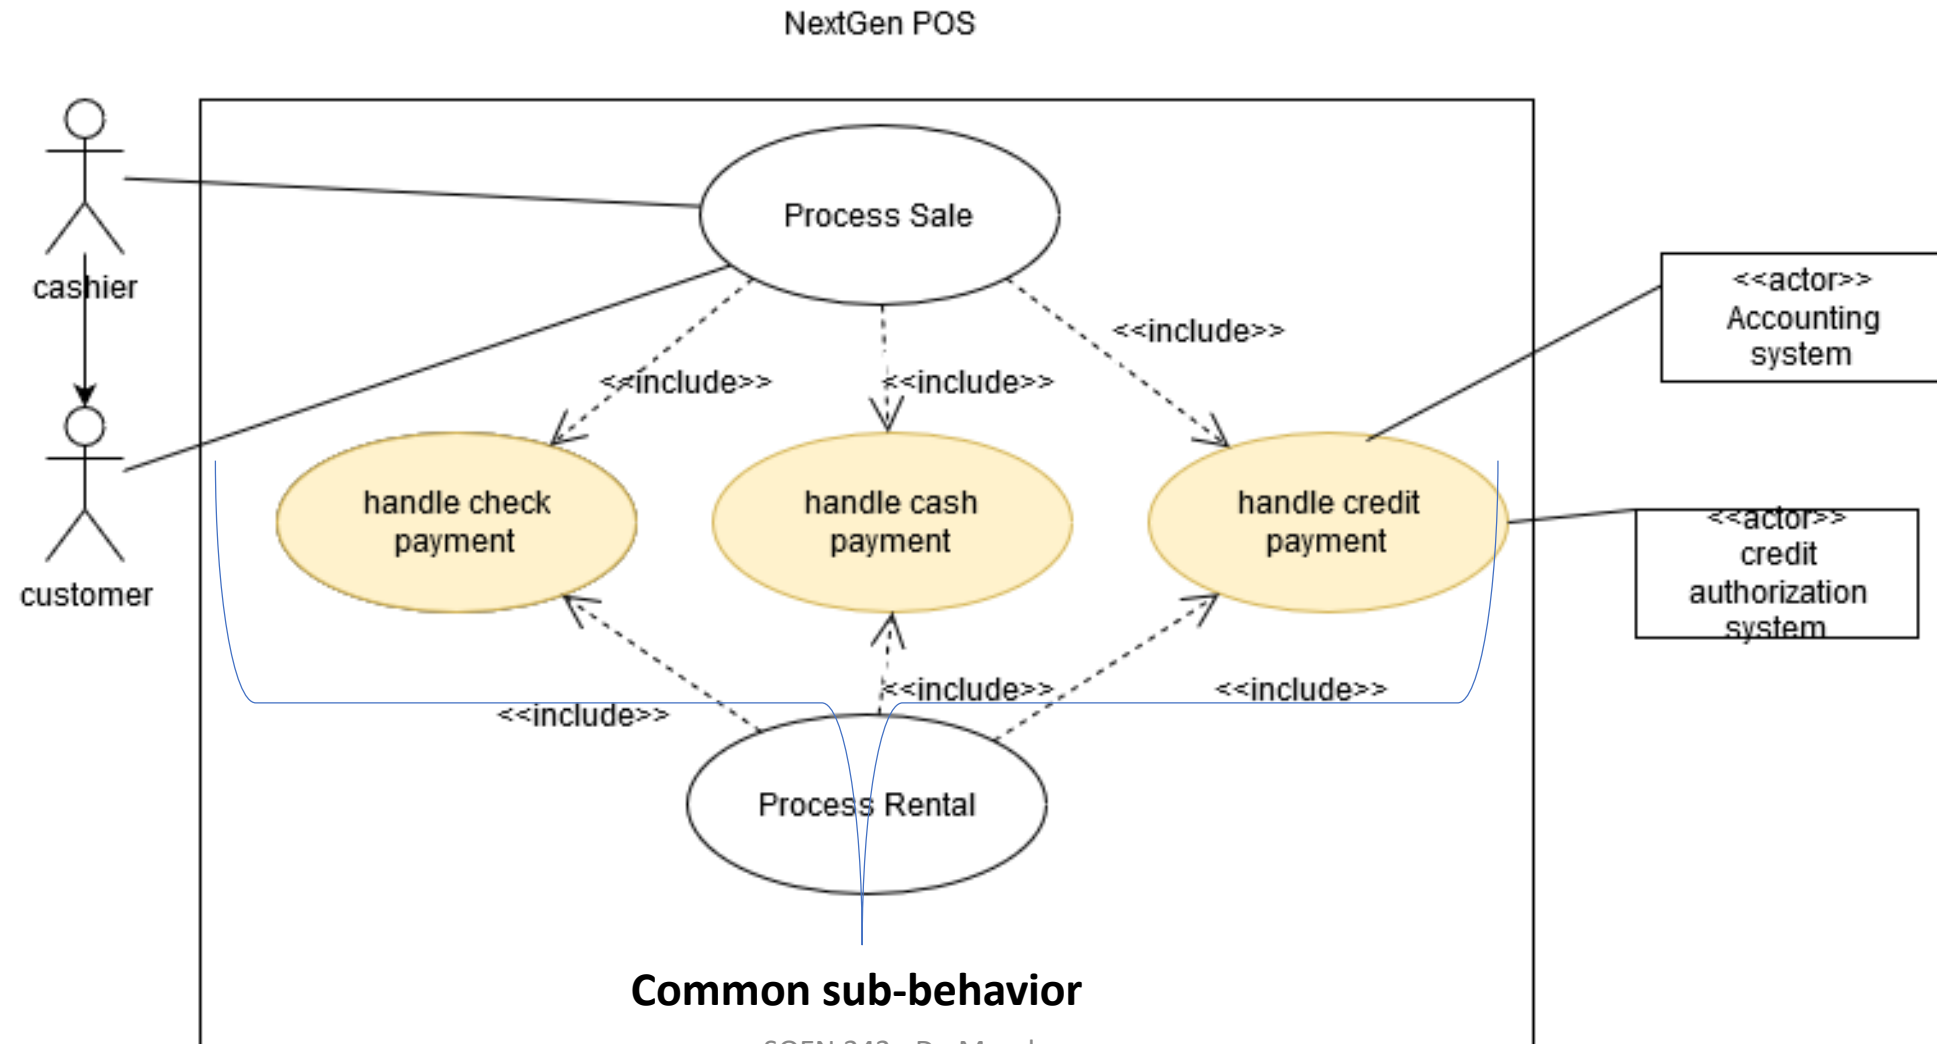 NextGen POS
Process Sale
cashier
<<actor>>
Accounting
system
<<include>>
<<include>>
<<include>>
handle check
payment
handle cash
payment
handle credit
payment
<<actor>>
credit
authorization
system
customer
<<include>>
<<include>>
<<include>>
Process Rental
Common sub-behavior